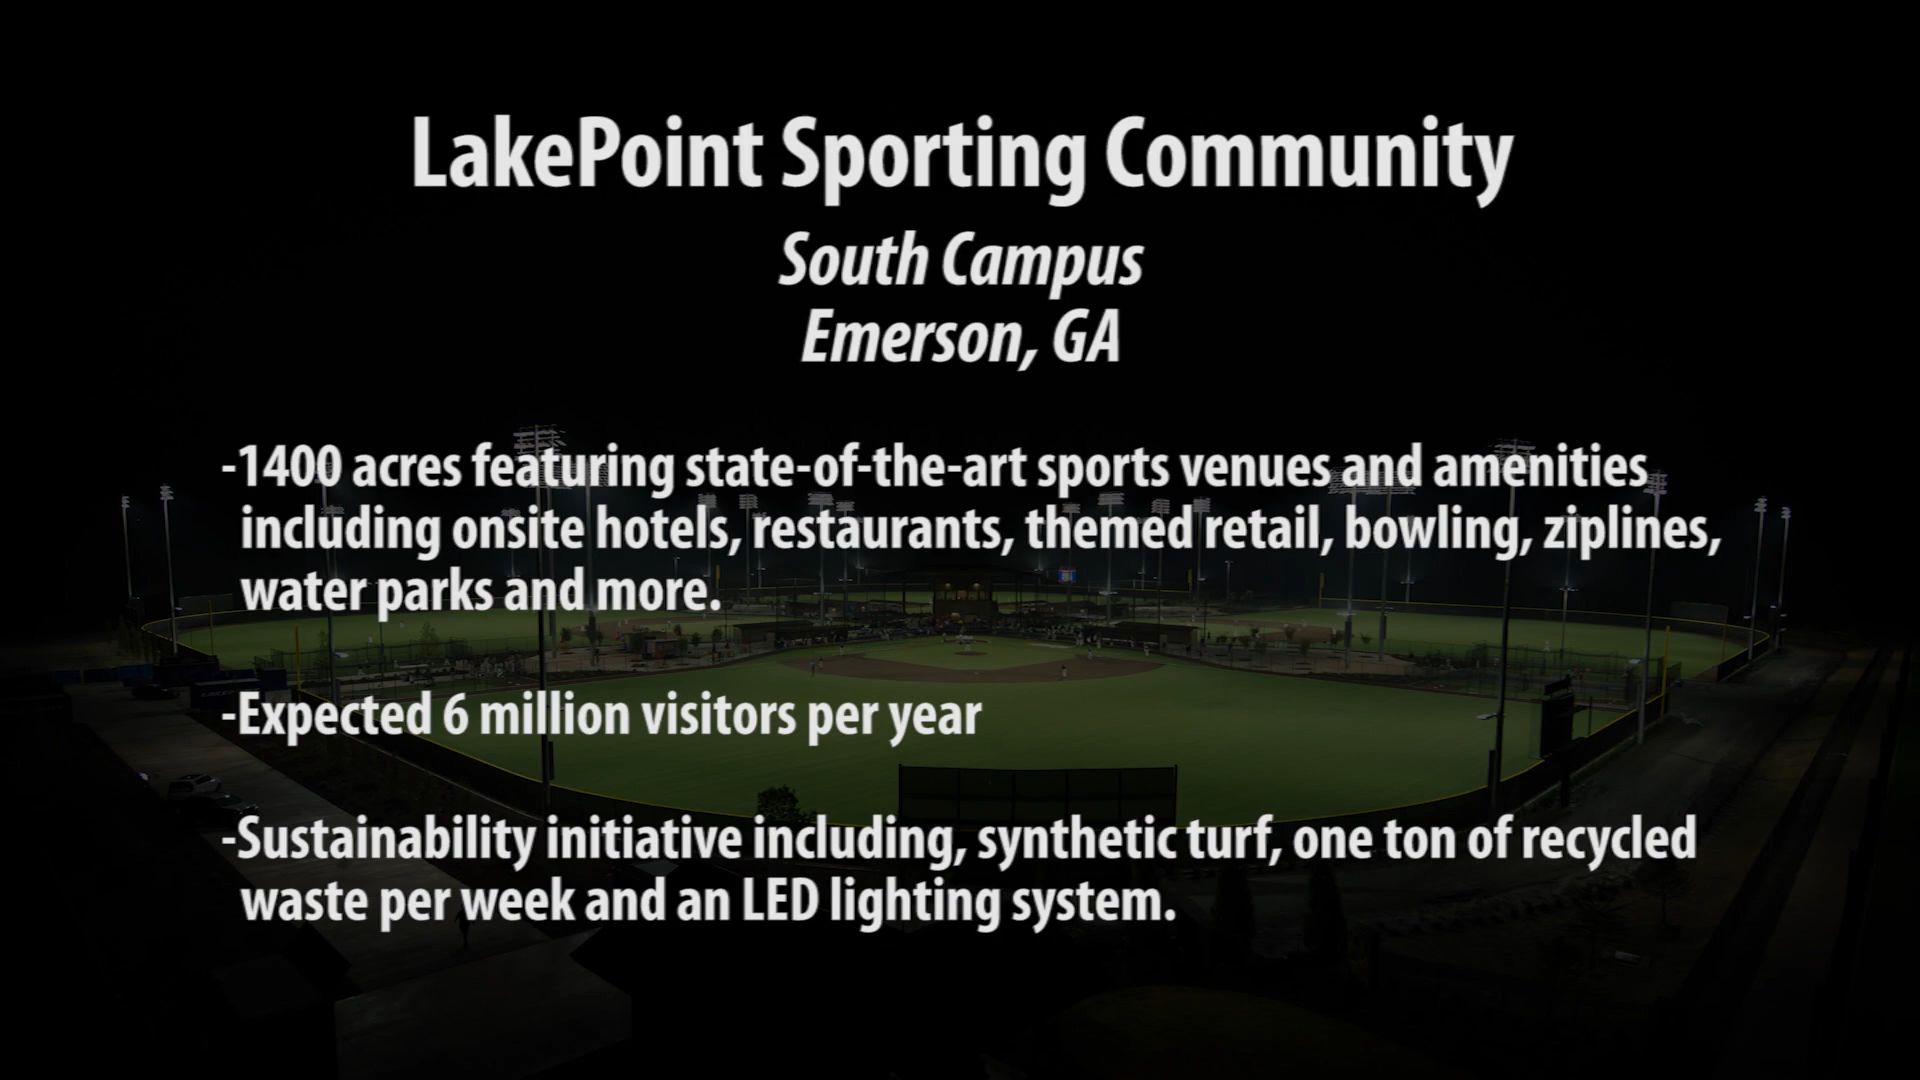 LakePoint Sporting Community
South Campus
Emerson, GA
-1400 acres featuring state-of-the-art sports venues and amenities
including onsite hotels, restaurants, themed retail, bowling, ziplines,
water parks and more.
-Expected 6 million visitors per year
-Sustainability initiative including, synthetic turf, one ton of recycled
waste per week and an LED lighting system.